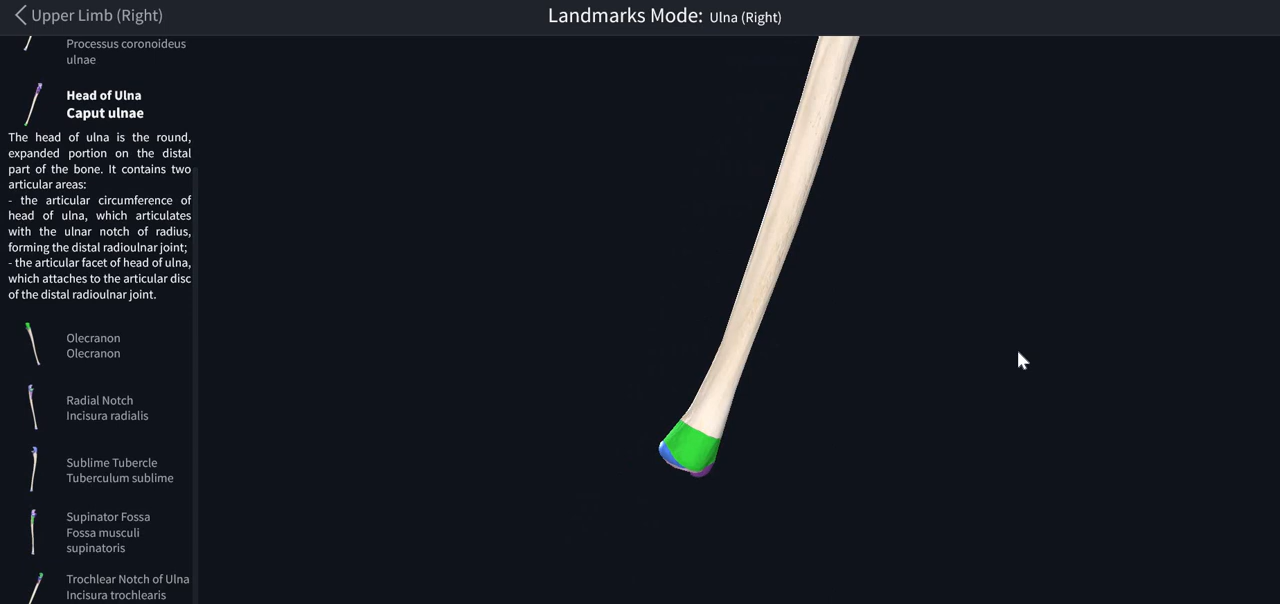 Upper Limb (Right)
Landmarks Mode: Ulna (Right)
Processus coronoideus
ulnae
Head of Ulna
Caput ulnae
The head of ulna is the round,
expanded portion on the distal
part of the bone. It contains two
articular areas:
- the articular circumference of
head of ulna, which articulates
with the ulnar notch of radius,
forming the distal radioulnar joint;
- the articular facet of head of ulna,
which attaches to the articular disc
of the distal radioulnar joint.
Olecranon
Olecranon
Radial Notch
Incisura radialis
Sublime Tubercle
Tuberculum sublime
Supinator Fossa
Fossa musculi
supinatoris
Trochlear Notch of Ulna
Incisura trochlearis